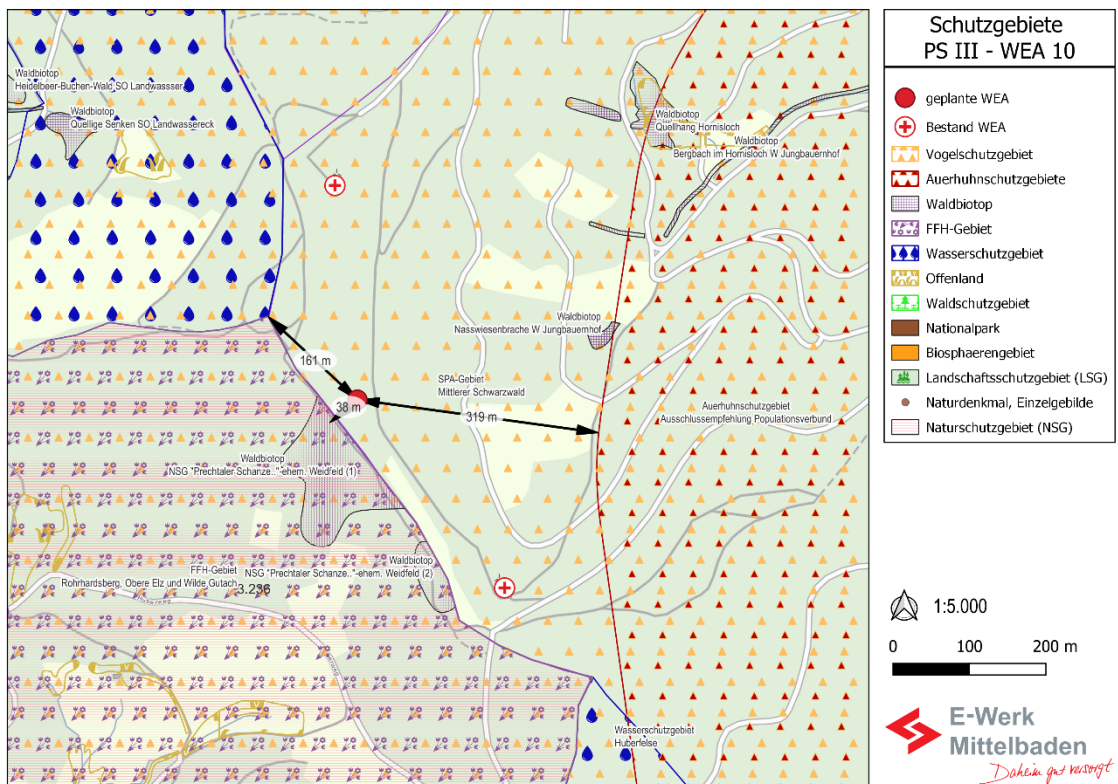 Waldbiotop
Heidelbeer-Buchen-Wald SO Landwassser
Waldbiotop
Quellige Senken SO Landwassereck
Waldbiotop
Quellhang Hornisloch
Waldbiotop
Bergbach im Hornisloch W Jungbauernhof
Waldbiotop
Nasswiesenbrache W Jungbauernhof
161 m
38 m
319 m
SPA-Gebiet
Mittlerer Schwarzwald
Auerhuhnschutzgebiet
Ausschlussempfehlung Populationsverbund
Waldbiotop
NSG "Prechtaler Schanze.."-ehem. Weidfeld (1)
Waldbiotop
NSG "Prechtaler Schanze.."-ehem. Weidfeld (2)
FFH-Gebiet
Rohrhardsberg, Obere Elz und Wilde Gutach
3.236
Wasserschutzgebiet
Huberfelse
Schutzgebiete
PS III - WEA 10
geplante WEA
Bestand WEA
Vogelschutzgebiet
Auerhuhnschutzgebiete
Waldbiotop
FFH-Gebiet
Wasserschutzgebiet
Offenland
Waldschutzgebiet
Nationalpark
Biosphaerengebiet
Landschaftsschutzgebiet (LSG)
Naturdenkmal, Einzelgebilde
Naturschutzgebiet (NSG)
1:5.000
0 100 200 m
E-Werk
Mittelbaden
Daheim gut versorgt.